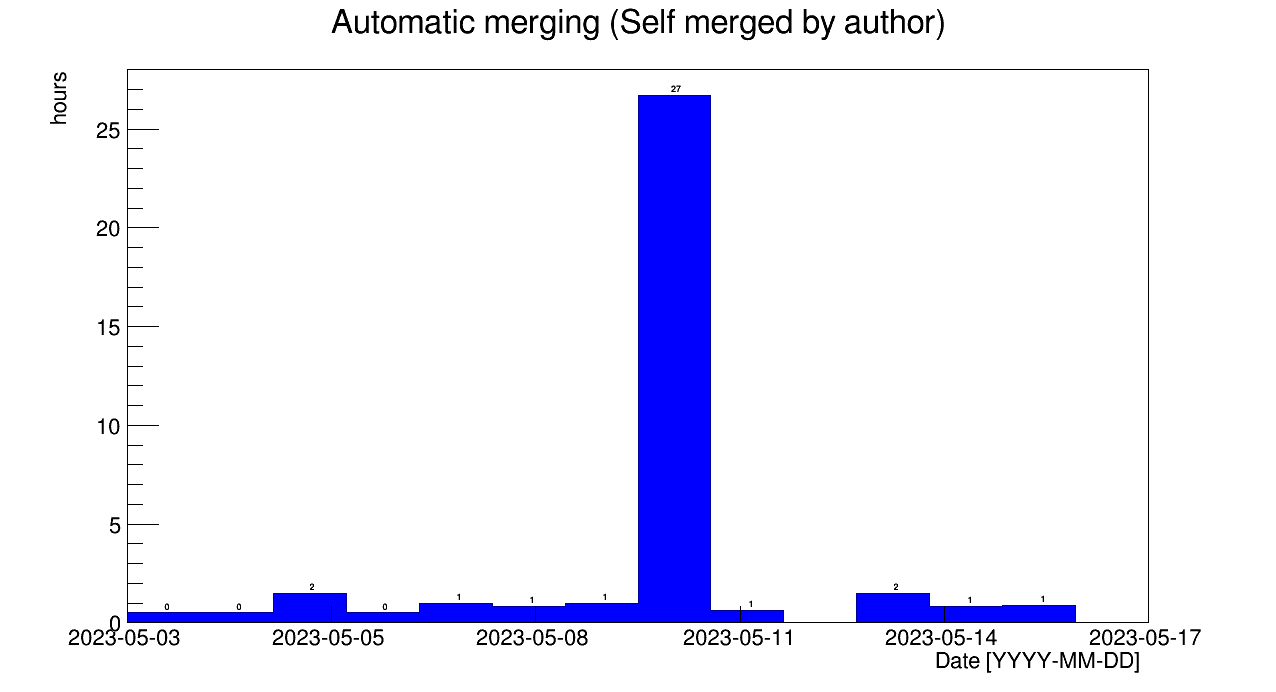 Automatic merging (Self merged by author)
hours
25
20
15
10
5
0
27
0 0 2 0 1 1 1 1 2 1 1
2023-05-03 2023-05-05 2023-05-08 2023-05-11 2023-05-14 2023-05-17
Date [YYYY-MM-DD]